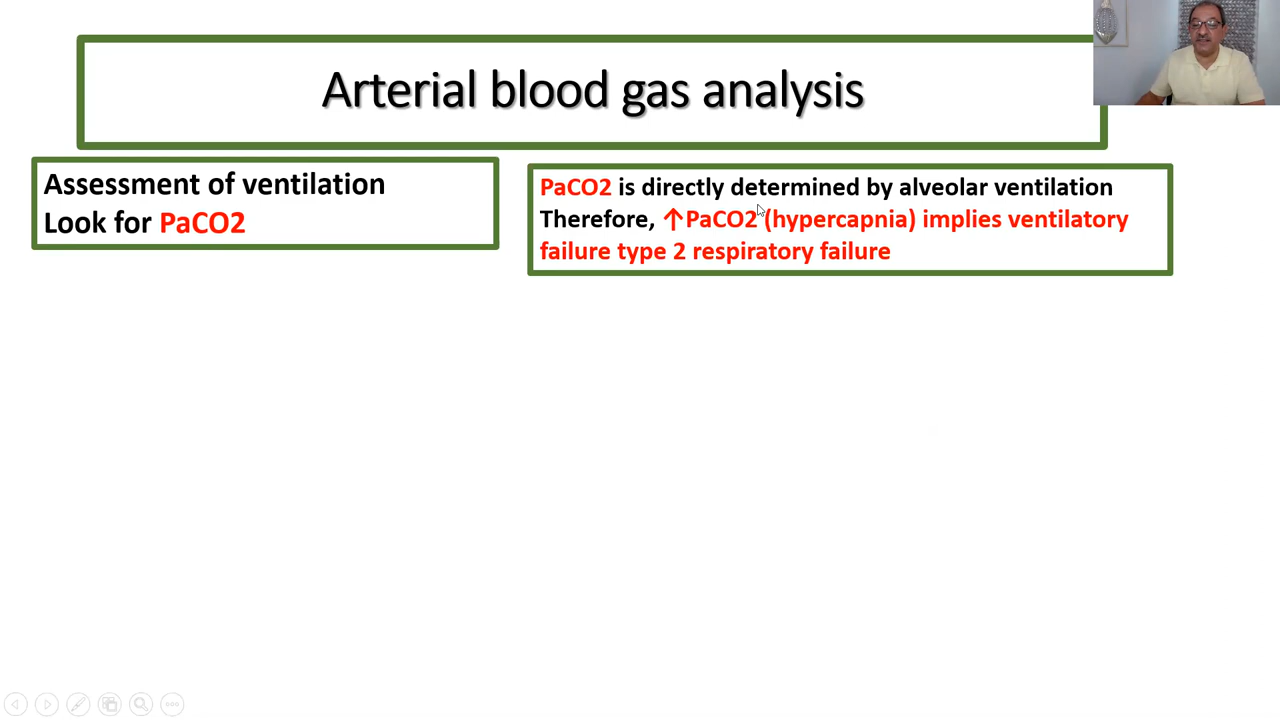 Arterial blood gas analysis
Assessment of ventilation
Look for PaCO2
PaCO2 is directly determined by alveolar ventilation
Therefore, ↑PaCO2 (hypercapnia) implies ventilatory
failure type 2 respiratory failure